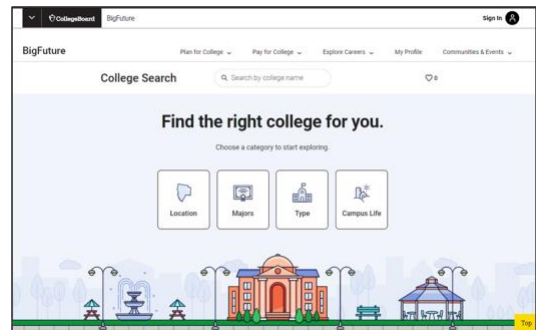 CollegeBoard BigFuture Sign In
BigFuture Plan for College Pay for College Explore Careers My Profile Communities & Events
College Search Search by college name 0
Find the right college for you.
Choose a category to start exploring.
Location Majors Type Campus Life
Top